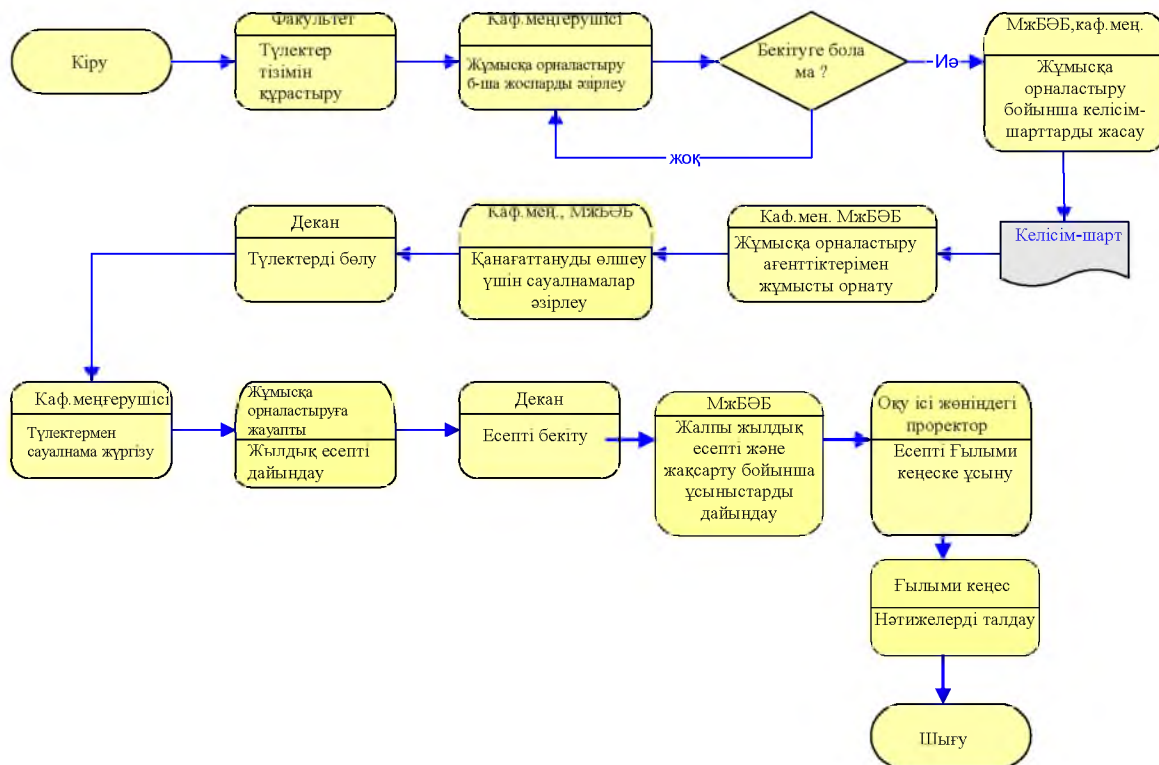 Кіру
Факультет
Түлектер
тізімін
құрастыру
Каф.меңгерушісі
Жұмысқа орналастыру
б-ша жоспарды әзірлеу
Бекітуге бола
ма ?
Иә
жоқ
МжБӘБ,каф.мең.
Жұмысқа
орналастыру
бойынша келісім-
шарттарды жасау
Декан
Түлектерді бөлу
Каф.мең., МжБӘБ
Қанағаттануды өлшеу
үшін сауалнамалар
әзірлеу
Каф.мен. МжБӘБ
Жұмысқа орналастыру
агенттіктерімен
жұмысты орнату
Келісім-шарт
Каф.меңгерушісі
Түлектермен
сауалнама жүргізу
Жұмысқа
орналастыруға
жауапты
Жылдық есепті
дайындау
Декан
Есепті бекіту
МжБӘБ
Жалпы жылдық
есепті және
жақсарту бойынша
ұсыныстарды
дайындау
Оқу ісі жөніндегі
проректор
Есепті Ғылыми
кеңеске ұсыну
Ғылыми кеңес
Нәтижелерді талдау
Шығу